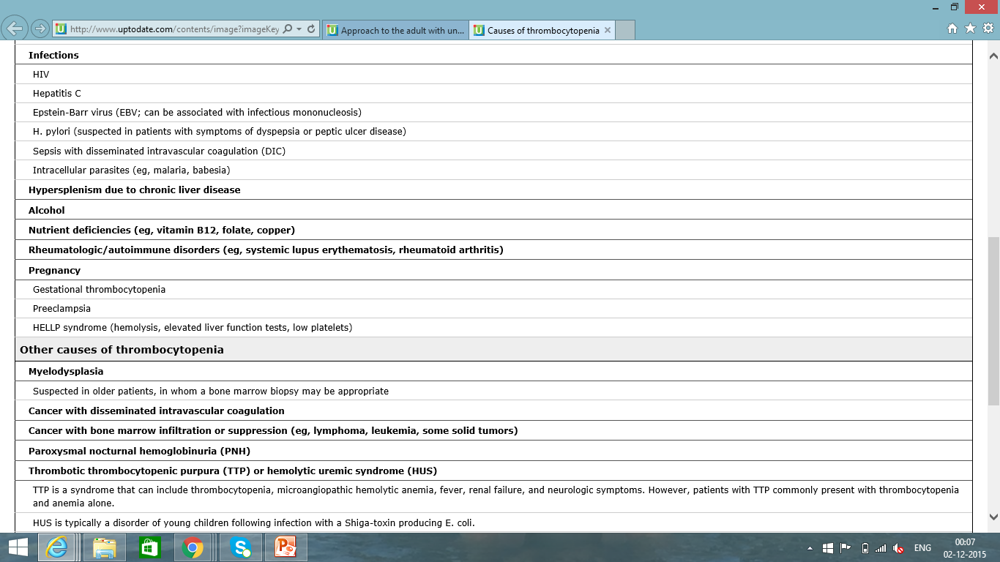 http://www.uptodate.com/contents/image?imageKey
Approach to the adult with un...
Causes of thrombocytopenia
Infections
HIV
Hepatitis C
Epstein-Barr virus (EBV; can be associated with infectious mononucleosis)
H. pylori (suspected in patients with symptoms of dyspepsia or peptic ulcer disease)
Sepsis with disseminated intravascular coagulation (DIC)
Intracellular parasites (eg, malaria, babesia)
Hypersplenism due to chronic liver disease
Alcohol
Nutrient deficiencies (eg, vitamin B12, folate, copper)
Rheumatologic/autoimmune disorders (eg, systemic lupus erythematosis, rheumatoid arthritis)
Pregnancy
Gestational thrombocytopenia
Preeclampsia
HELLP syndrome (hemolysis, elevated liver function tests, low platelets)
Other causes of thrombocytopenia
Myelodysplasia
Suspected in older patients, in whom a bone marrow biopsy may be appropriate
Cancer with disseminated intravascular coagulation
Cancer with bone marrow infiltration or suppression (eg, lymphoma, leukemia, some solid tumors)
Paroxysmal nocturnal hemoglobinuria (PNH)
Thrombotic thrombocytopenic purpura (TTP) or hemolytic uremic syndrome (HUS)
TTP is a syndrome that can include thrombocytopenia, microangiopathic hemolytic anemia, fever, renal failure, and neurologic symptoms. However, patients with TTP commonly present with thrombocytopenia
and anemia alone.
HUS is typically a disorder of young children following infection with a Shiga-toxin producing E. coli.
ENG
00:07
02-12-2015